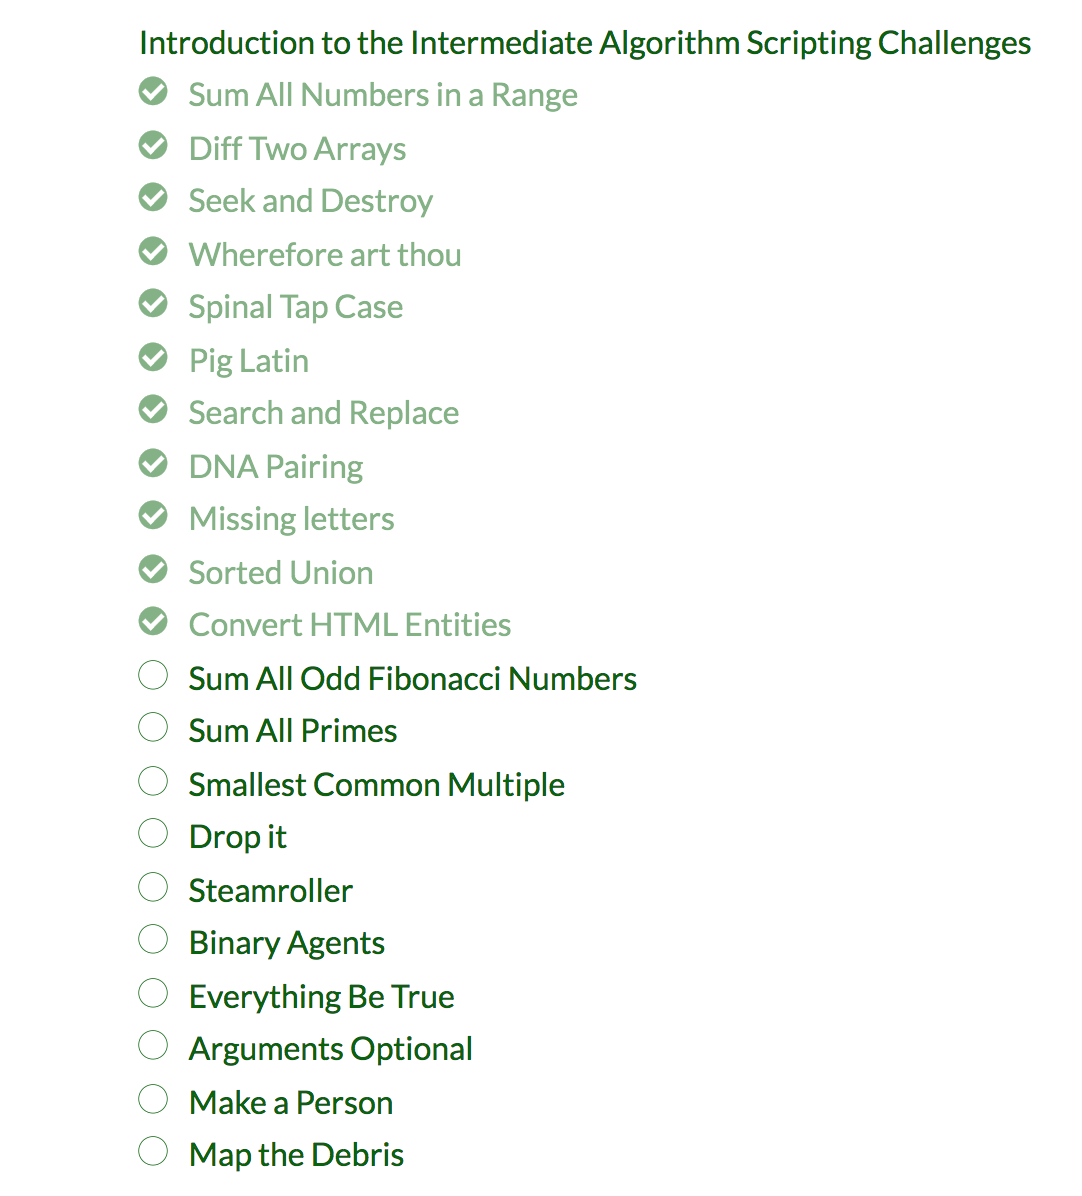 Introduction to the Intermediate Algorithm Scripting Challenges
Sum All Numbers in a Range
Diff Two Arrays
Seek and Destroy
Wherefore art thou
Spinal Tap Case
Pig Latin
Search and Replace
DNA Pairing
Missing letters
Sorted Union
Convert HTML Entities
Sum All Odd Fibonacci Numbers
Sum All Primes
Smallest Common Multiple
Drop it
Steamroller
Binary Agents
Everything Be True
Arguments Optional
Make a Person
Map the Debris